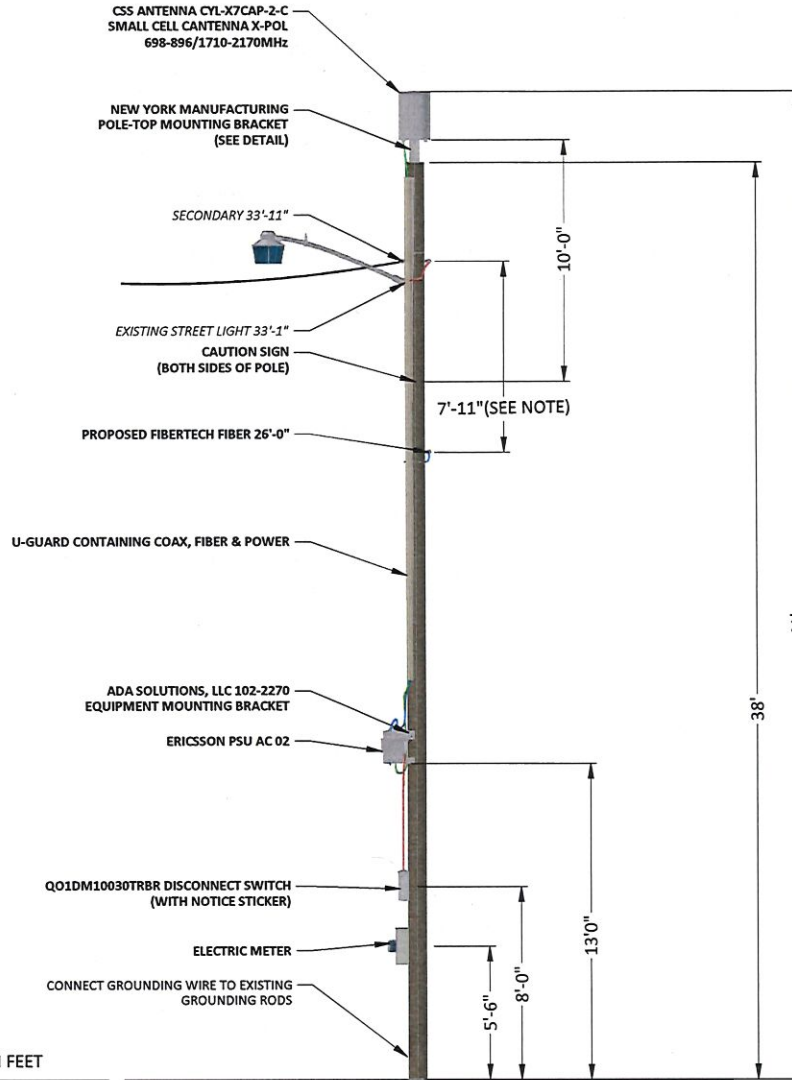 CSS ANTENNA CYL-X7CAP-2-C
SMALL CELL CANTENNA X-POL
698-896/1710-2170MHz
NEW YORK MANUFACTURING
POLE-TOP MOUNTING BRACKET
(SEE DETAIL)
SECONDARY 33'-11"
10'-0"
EXISTING STREET LIGHT 33'-1"
CAUTION SIGN
(BOTH SIDES OF POLE)
7'-11"(SEE NOTE)
PROPOSED FIBERTECH FIBER 26'-0"
U-GUARD CONTAINING COAX, FIBER & POWER
ADA SOLUTIONS, LLC 102-2270
EQUIPMENT MOUNTING BRACKET
38'
ERICSSON PSU AC 02
QO1DM10030TRBR DISCONNECT SWITCH
(WITH NOTICE STICKER)
13'0"
ELECTRIC METER
8'-0"
5'-6"
CONNECT GROUNDING WIRE TO EXISTING
GROUNDING RODS
FEET